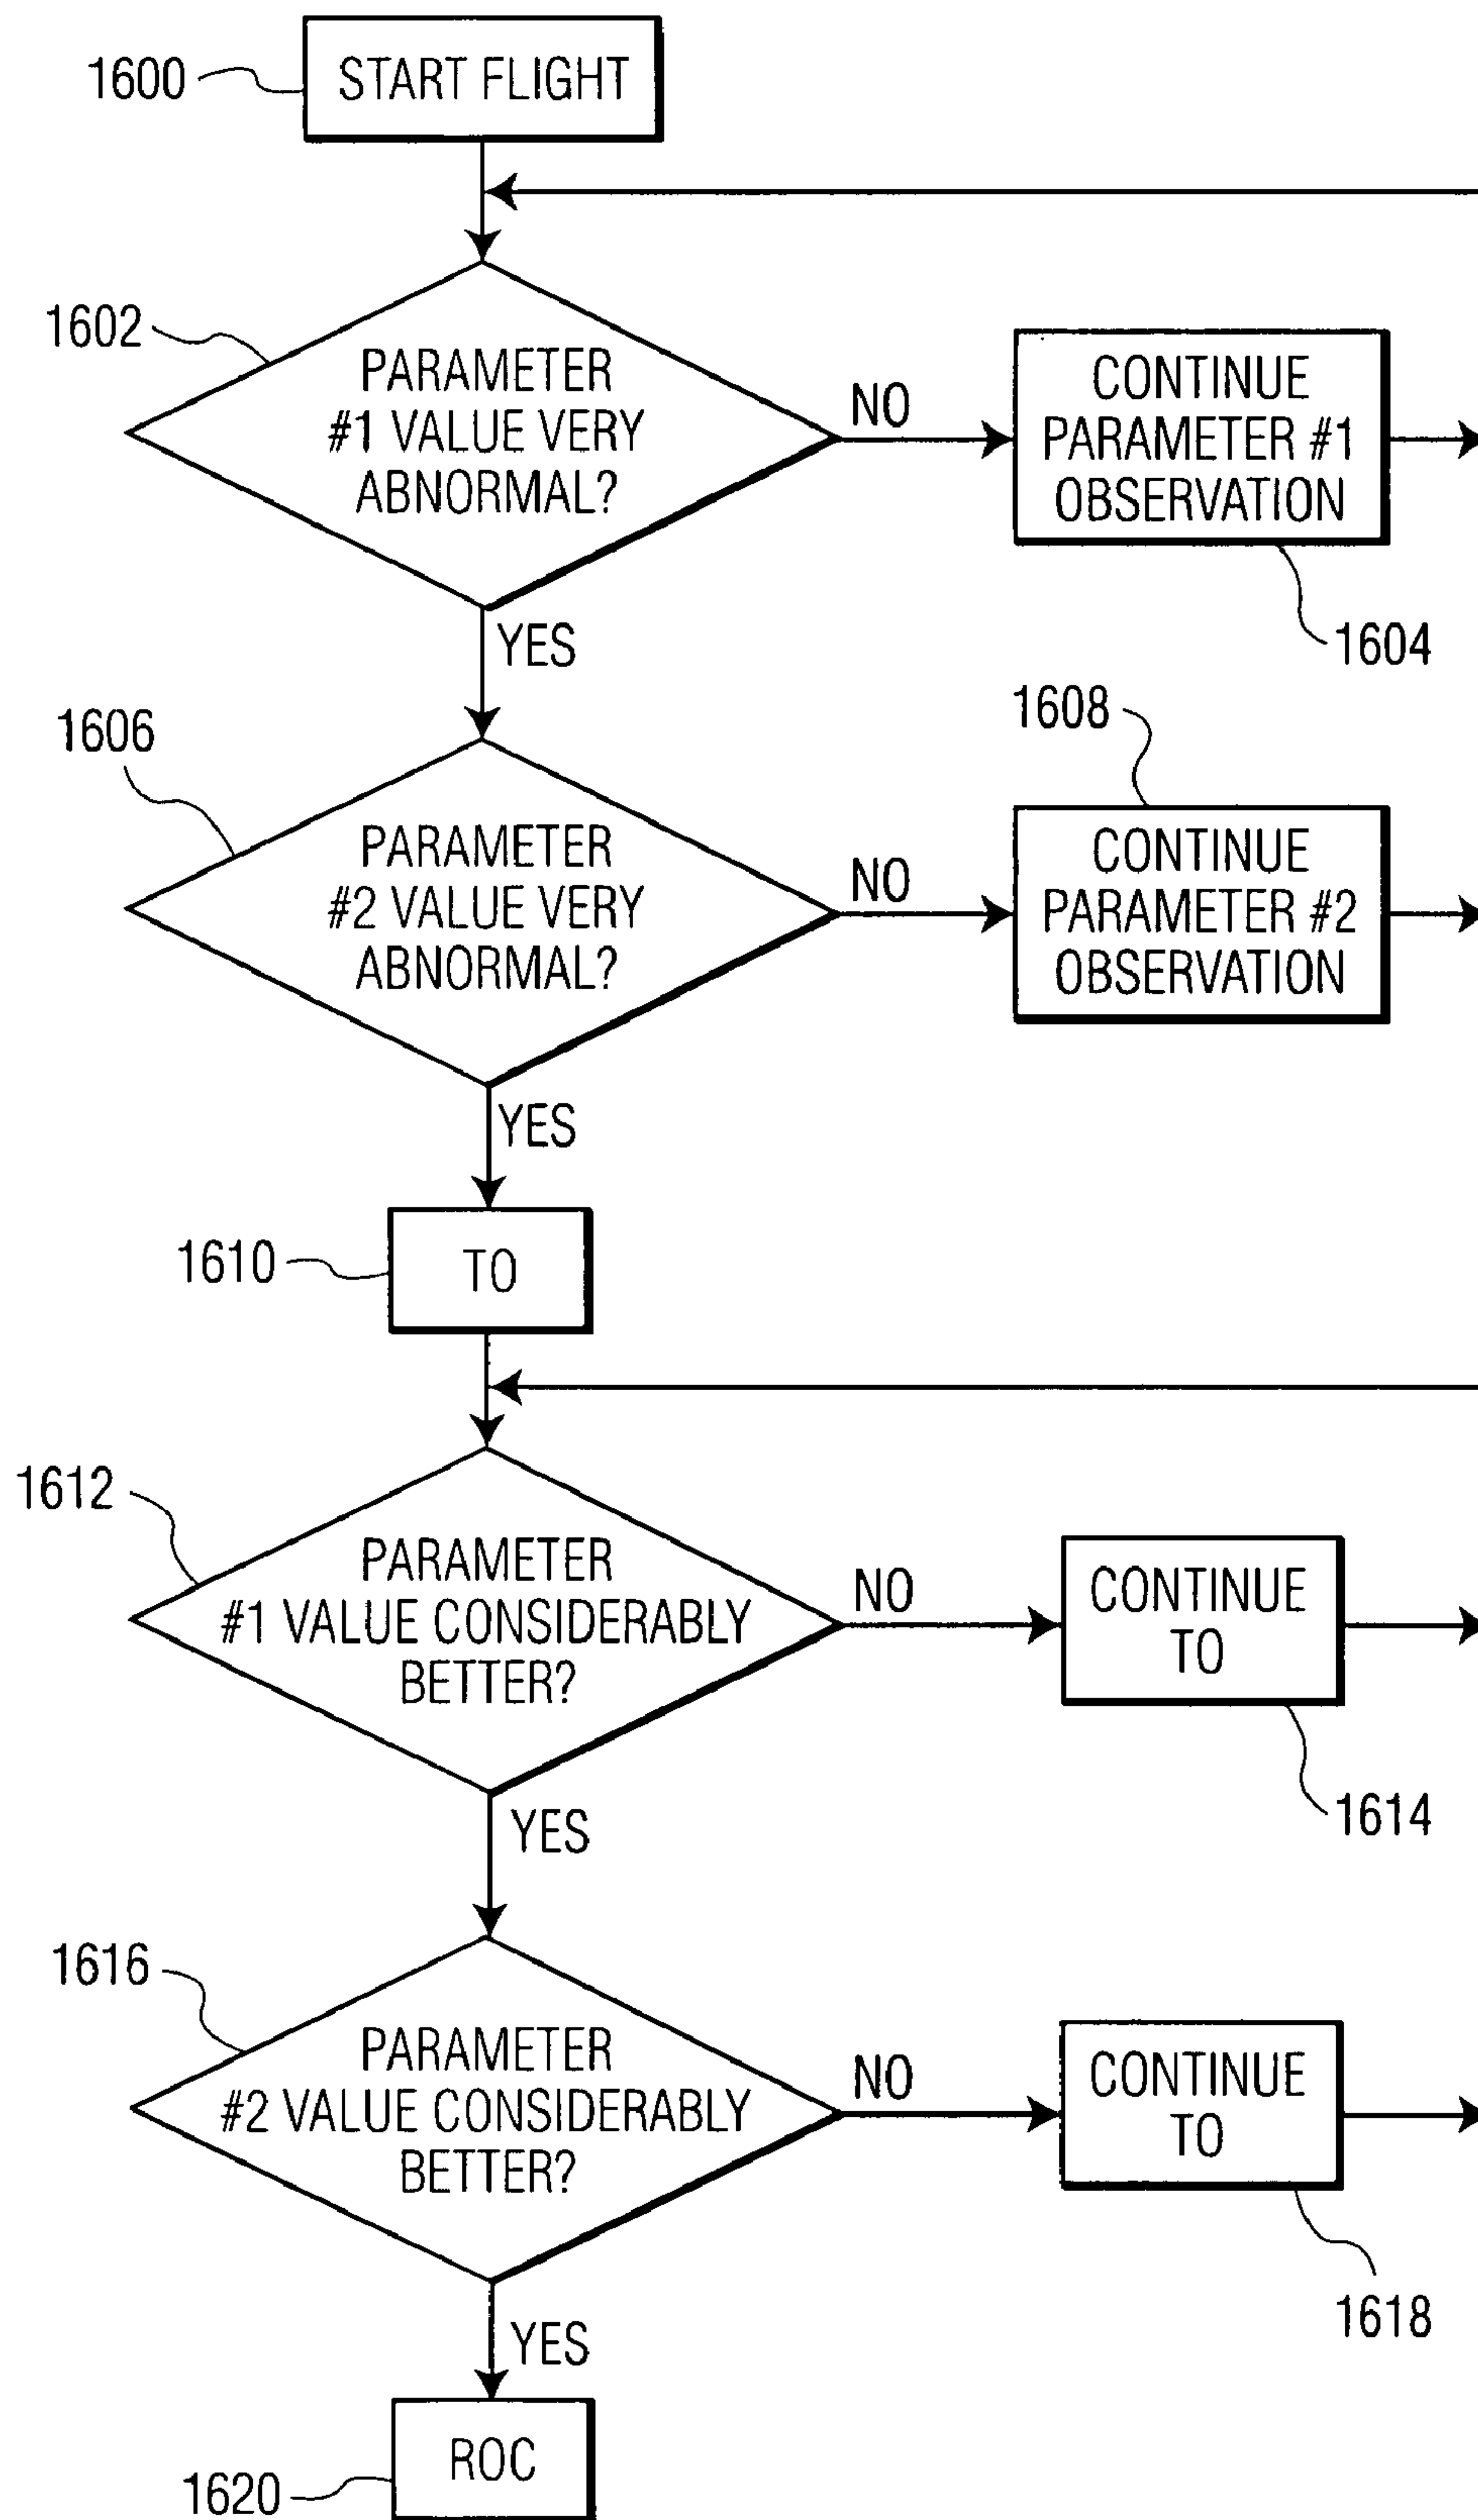 1600
START FLIGHT
1602
PARAMETER
#1 VALUE VERY
ABNORMAL?
NO
CONTINUE
PARAMETER #1
OBSERVATION
1604
YES
1606
PARAMETER
#2 VALUE VERY
ABNORMAL?
NO
1608
CONTINUE
PARAMETER #2
OBSERVATION
YES
1610
TO
1612
PARAMETER
#1 VALUE CONSIDERABLY
BETTER?
NO
CONTINUE
TO
1614
YES
1616
PARAMETER
#2 VALUE CONSIDERABLY
BETTER?
NO
CONTINUE
TO
1618
YES
1620
ROC